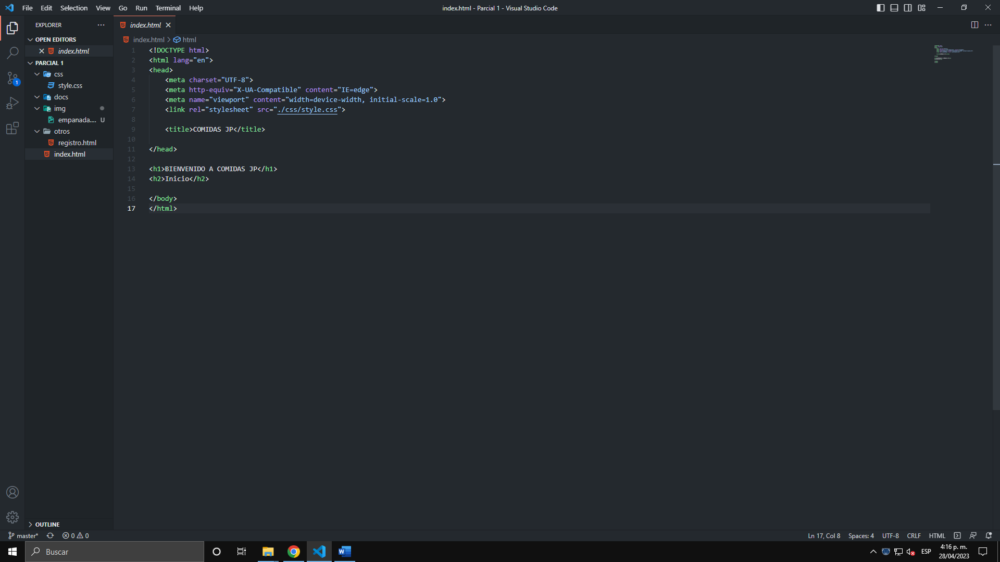 File Edit Selection View Go Run Terminal Help
index.html - Parcial 1 - Visual Studio Code
EXPLORER
OPEN EDITORS
index.html
PARCIAL 1
css
style.css
docs
img
empanada.... U
otros
registro.html
index.html
OUTLINE
index.html
index.html > html
1 <!DOCTYPE html>
2 <html lang="en">
3 <head>
4 <meta charset="UTF-8">
5 <meta http-equiv="X-UA-Compatible" content="IE=edge">
6 <meta name="viewport" content="width=device-width, initial-scale=1.0">
7 <link rel="stylesheet" src="./css/style.css">
8
9 <title>COMIDAS JP</title>
10
11 </head>
12
13 <h1>BIENVENIDO A COMIDAS JP</h1>
14 <h2>Inicio</h2>
15
16 </body>
17 </html>
1
master* 0 0
Ln 17, Col 8 Spaces: 4 UTF-8 CRLF HTML
Buscar
ESP
4:16 p. m.
28/04/2023